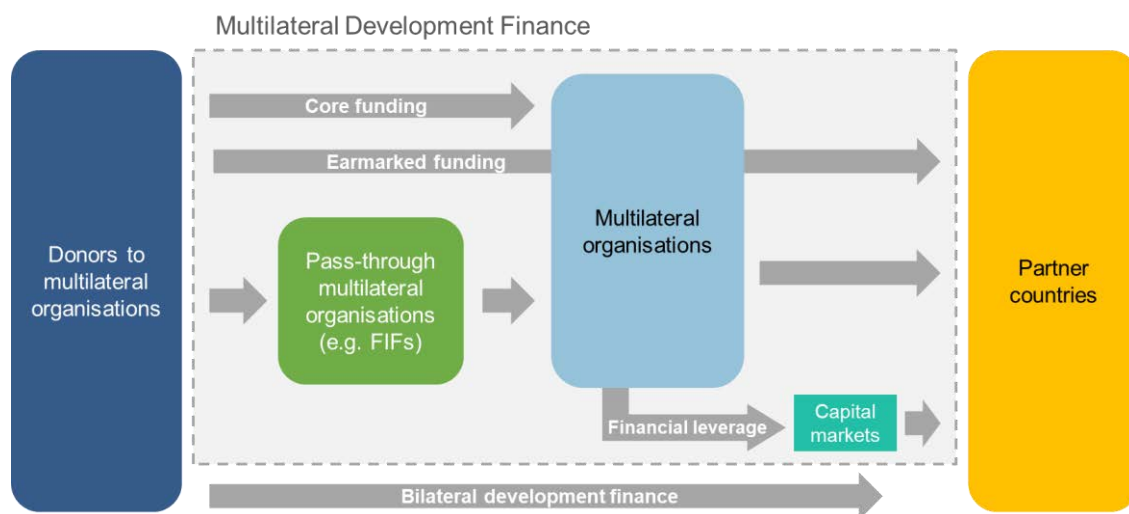 Multilateral Development Finance
Core funding
Earmarked funding
Donors to
multilateral
organisations
Pass-through
multilateral
organisations
(e.g. FIFs)
Multilateral
organisations
Partner
countries
Financial leverage
Capital
markets
Bilateral development finance